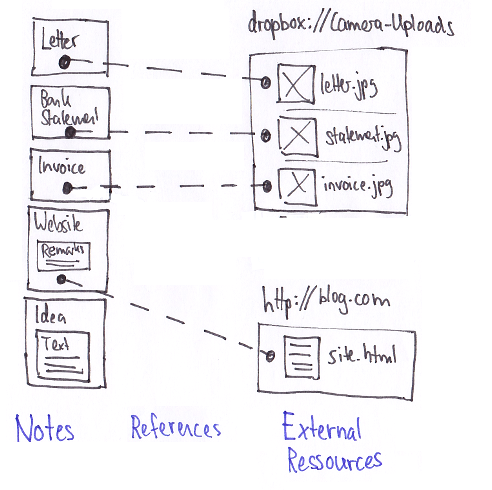 Letter
Bank
Statement
Invoice
Website
Remarks
Idea
Text
dropbox://Camera-Uploads
letter.jpg
statement.jpg
invoice.jpg
http://blog.com
site.html
Notes
References
External
Ressources